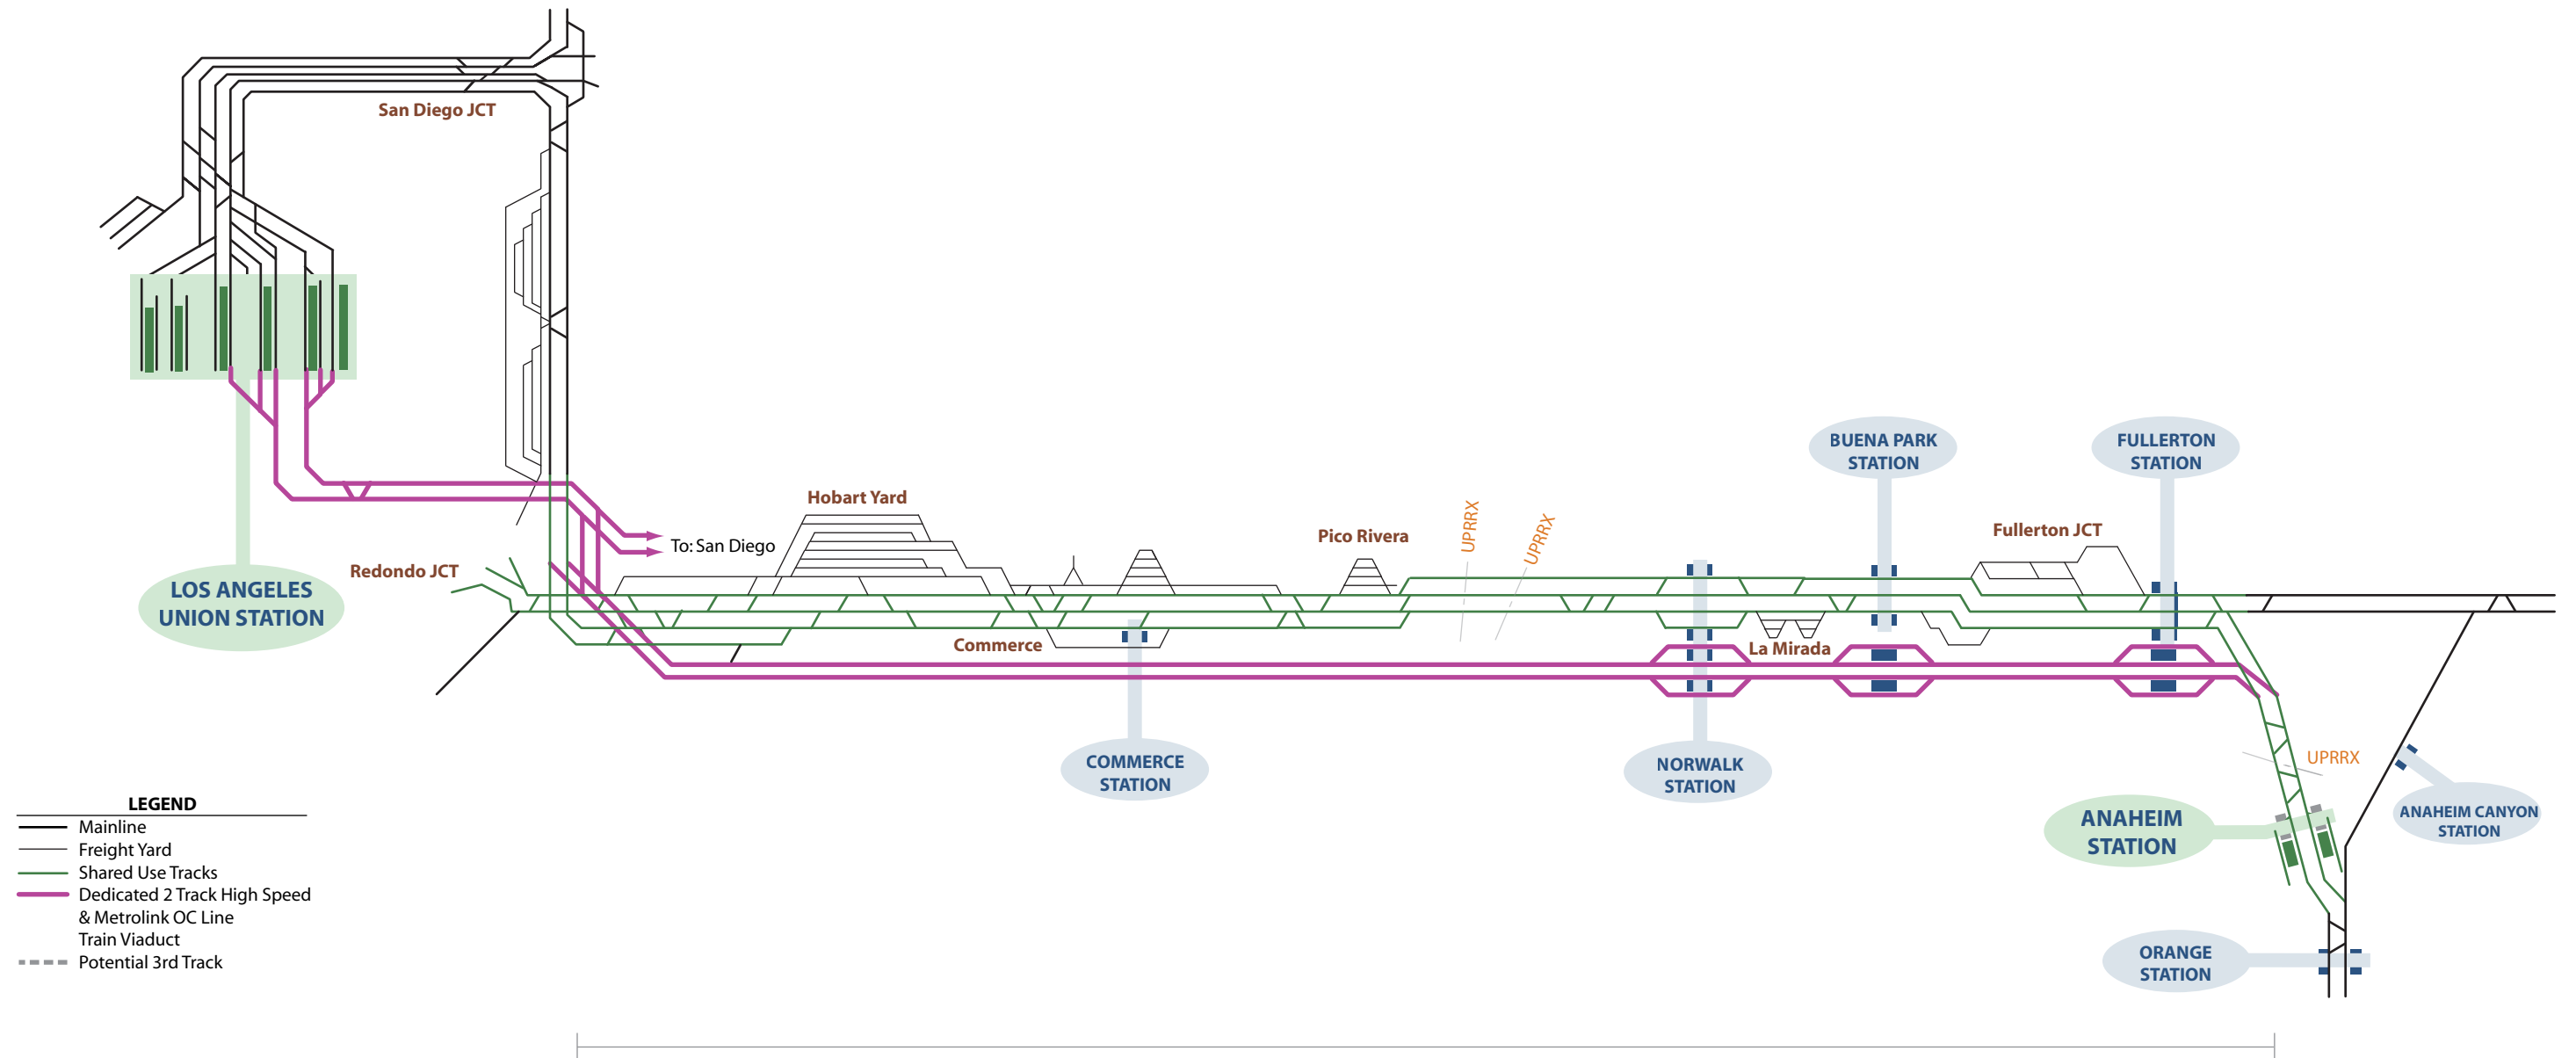 San Diego JCT
BUENA PARK
STATION
FULLERTON
STATION
Hobart Yard
UPRRX
UPRRX
Pico Rivera
Fullerton JCT
To: San Diego
Redondo JCT
LOS ANGELES
UNION STATION
Commerce
La Mirada
COMMERCE
STATION
NORWALK
STATION
UPRRX
ANAHEIM
STATION
ANAHEIM CANYON
STATION
LEGEND
Mainline
Freight Yard
Shared Use Tracks
Dedicated 2 Track High Speed
& Metrolink OC Line
Train Viaduct
Potential 3rd Track
ORANGE
STATION